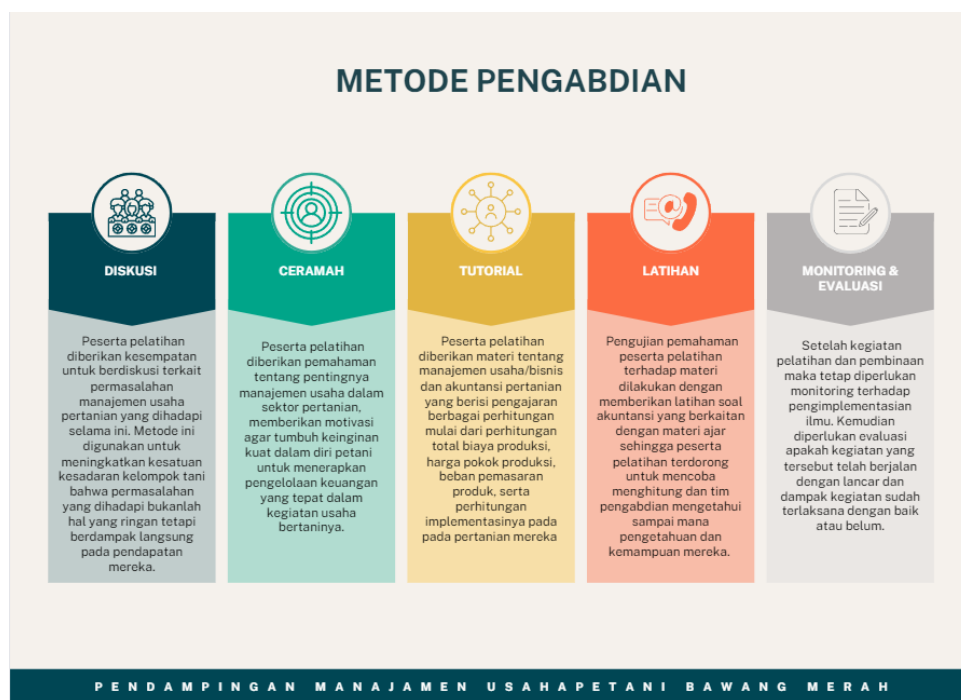 METODE PENGABDIAN
DISKUSI
Peserta pelatihan
diberikan kesempatan
untuk berdiskusi terkait
permasalahan
manajemen usaha
pertanian yang dihadapi
selama ini. Metode ini
digunakan untuk
meningkatkan kesatuan
kesadaran kelompok tani
bahwa permasalahan
yang dihadapi bukanlah
hal yang ringan tetapi
berdampak langsung
pada pendapatan
mereka.
CERAMAH
Peserta pelatihan
diberikan pemahaman
tentang pentingnya
manajemen usaha dalam
sektor pertanian,
memberikan motivasi
agar tumbuh keinginan
kuat dalam diri petani
untuk menerapkan
pengelolaan keuangan
yang tepat dalam
kegiatan usaha
bertaninya.
TUTORIAL
Peserta pelatihan
diberikan materi tentang
manajemen usaha/bisnis
dan akuntansi pertanian
yang berisi pengajaran
berbagai perhitungan
mulai dari perhitungan
total biaya produksi,
harga pokok produksi,
beban pemasaran
produk, serta
perhitungan
implementasinya pada
pada pertanian mereka
LATIHAN
Pengujian pemahaman
peserta pelatihan
terhadap materi
dilakukan dengan
memberikan latihan soal
akuntansi yang berkaitan
dengan materi ajar
sehingga peserta
pelatihan terdorong
untuk mencoba
menghitung dan tim
pengabdian mengetahui
sampai mana
pengetahuan dan
kemampuan mereka.
MONITORING &
EVALUASI
Setelah kegiatan
pelatihan dan pembinaan
maka tetap diperlukan
monitoring terhadap
pengimplementasian
ilmu. Kemudian
diperlukan evaluasi
apakah kegiatan yang
tersebut telah berjalan
dengan lancar dan
dampak kegiatan sudah
terlaksana dengan baik
atau belum.
PENDAMPINGAN MANAJAMEN USAHAPETANI BAWANG MERAH